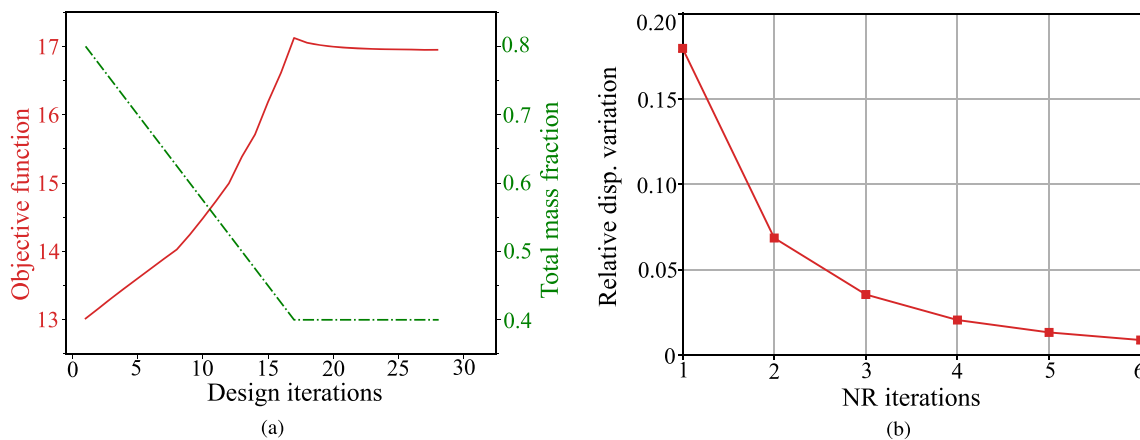 17
16
15
14
13
Objective function
0.8
0.7
0.6
0.5
0.4
Total mass fraction
0 5 10 15 20 25 30
Design iterations
(a)
0.20
0.15
0.10
0.05
0
Relative disp. variation
1 2 3 4 5 6
NR iterations
(b)